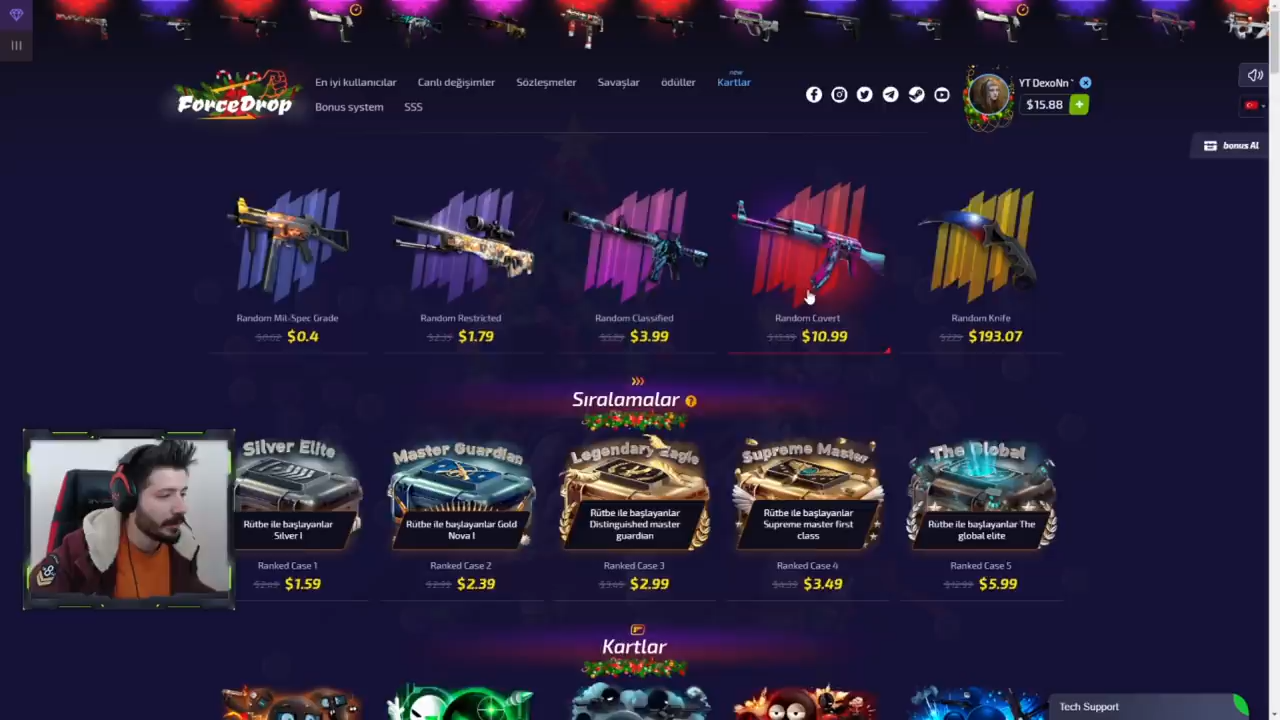 ForceDrop
En iyi kullanıcılar
Canlı değişimler
Sözleşmeler
Savaşlar
ödüller
new
Kartlar
Bonus system
SSS
YT DexoNn`
$15.88
bonus Al
Random Mil-Spec Grade
$0.4
Random Restricted
$1.79
Random Classified
$3.99
Random Covert
$10.99
Random Knife
$193.07
Sıralamalar
Silver Elite
Rütbe ile başlayanlar
Silver I
Ranked Case 1
$1.59
Master Guardian
Rütbe ile başlayanlar Gold
Nova I
Ranked Case 2
$2.39
Legendary Eagle
Rütbe ile başlayanlar
Distinguished master
guardian
Ranked Case 3
$2.99
Supreme Master
Rütbe ile başlayanlar
Supreme master first
class
Ranked Case 4
$3.49
The Global
Rütbe ile başlayanlar The
global elite
Ranked Case 5
$5.99
Kartlar
Tech Support